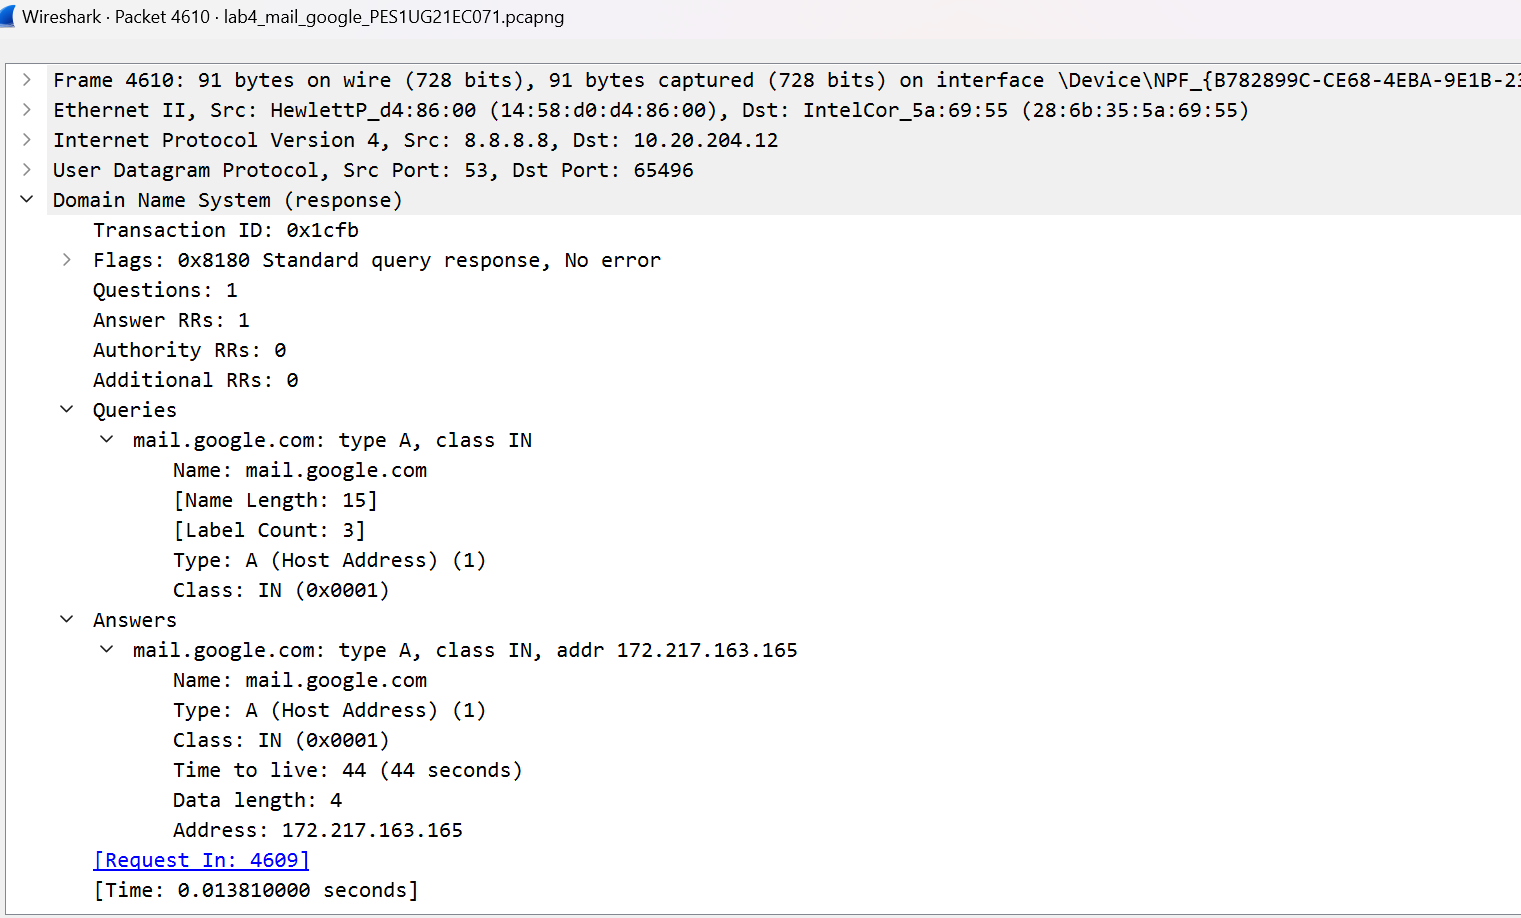 Wireshark · Packet 4610 · lab4_mail_google_PES1UG21EC071.pcapng
Frame 4610: 91 bytes on wire (728 bits), 91 bytes captured (728 bits) on interface \Device\NPF_{B782899C-CE68-4EBA-9E1B-23
Ethernet II, Src: HewlettP_d4:86:00 (14:58:d0:d4:86:00), Dst: IntelCor_5a:69:55 (28:6b:35:5a:69:55)
Internet Protocol Version 4, Src: 8.8.8.8, Dst: 10.20.204.12
User Datagram Protocol, Src Port: 53, Dst Port: 65496
Domain Name System (response)
Transaction ID: 0x1cfb
Flags: 0x8180 Standard query response, No error
Questions: 1
Answer RRs: 1
Authority RRs: 0
Additional RRs: 0
Queries
mail.google.com: type A, class IN
Name: mail.google.com
[Name Length: 15]
[Label Count: 3]
Type: A (Host Address) (1)
Class: IN (0x0001)
Answers
mail.google.com: type A, class IN, addr 172.217.163.165
Name: mail.google.com
Type: A (Host Address) (1)
Class: IN (0x0001)
Time to live: 44 (44 seconds)
Data length: 4
Address: 172.217.163.165
[Request In: 4609]
[Time: 0.013810000 seconds]